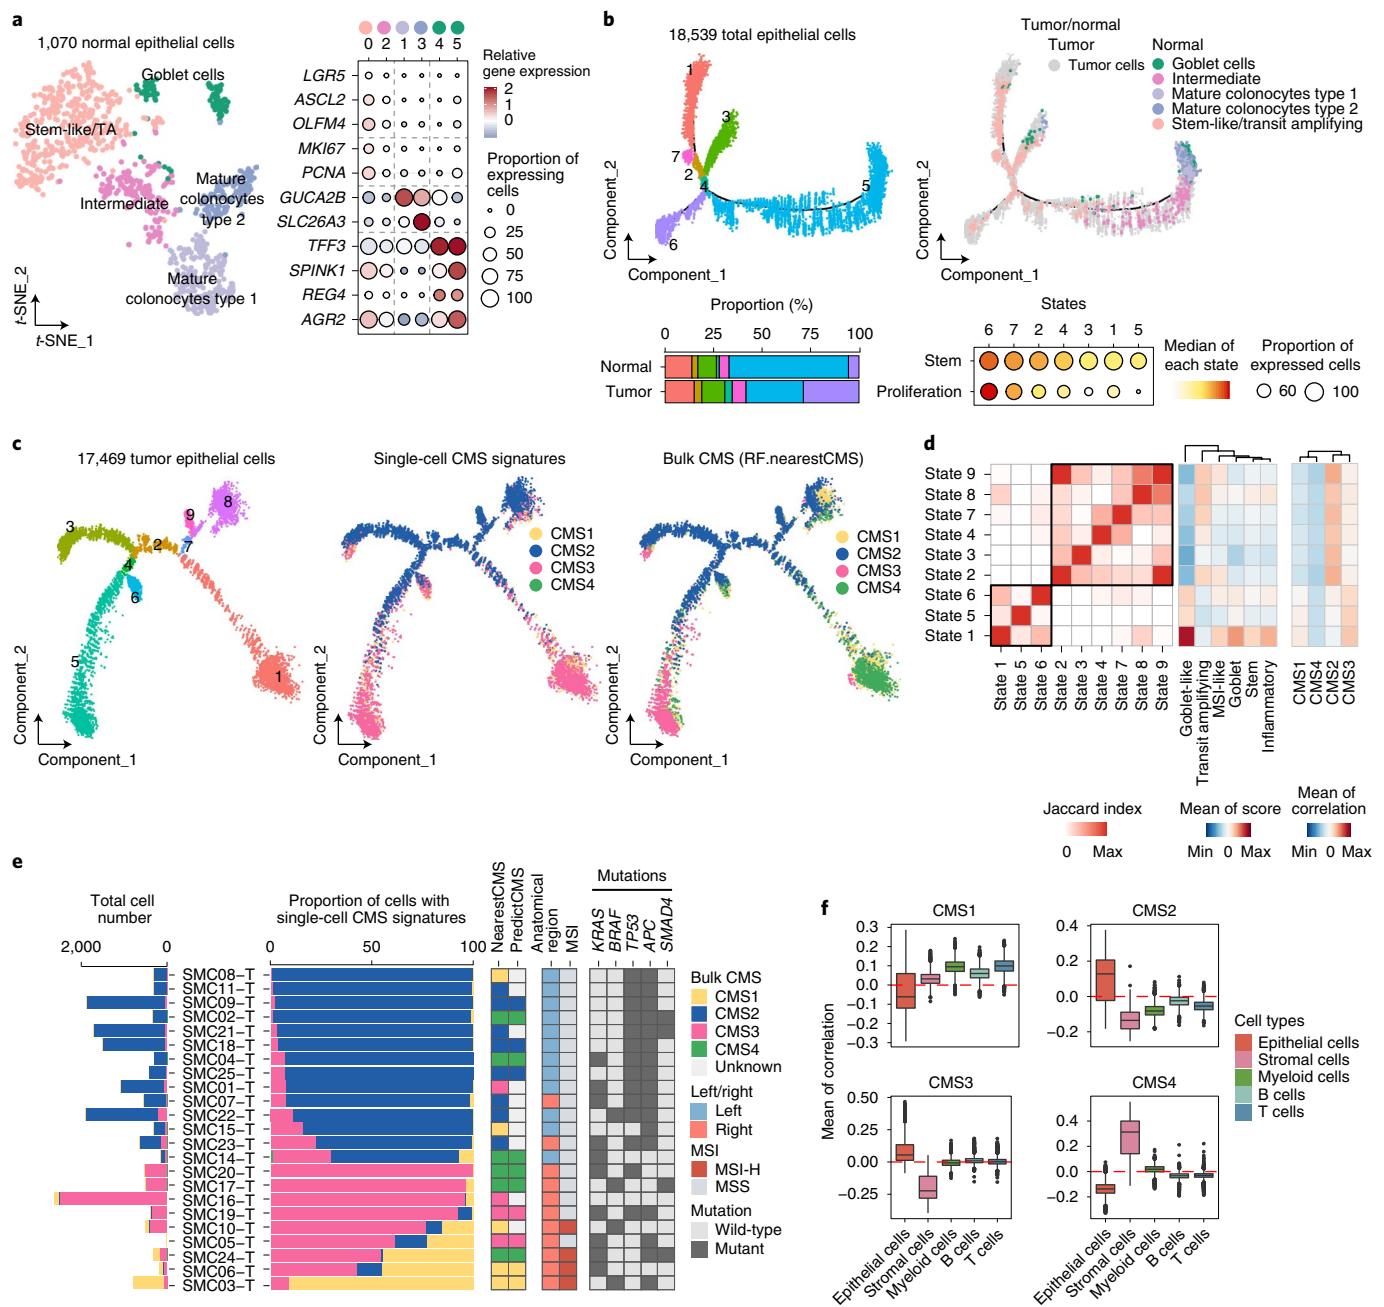 a
1,070 normal epithelial cells
Goblet cells
Stem-like/TA
Intermediate
Mature
colonocytes
type 2
Mature
colonocytes type 1
t-SNE_2
t-SNE_1
0 2 1 3 4 5
LGR5
ASCL2
OLFM4
MKI67
PCNA
GUCA2B
SLC26A3
TFF3
SPINK1
REG4
AGR2
Relative
gene expression
2
1
0
Proportion of
expressing
cells
0
25
50
75
100
b
18,539 total epithelial cells
1
3
7
2
4
5
6
Component_2
Component_1
Tumor/normal
Tumor
Tumor cells
Normal
Goblet cells
Intermediate
Mature colonocytes type 1
Mature colonocytes type 2
Stem-like/transit amplifying
Component_2
Component_1
Proportion (%)
0 25 50 75 100
Normal
Tumor
States
6 7 2 4 3 1 5
Stem
Proliferation
Median of
each state
Proportion of
expressed cells
60 100
c
17,469 tumor epithelial cells
8
9
3
2
7
4
6
5
1
Component_2
Component_1
Single-cell CMS signatures
CMS1
CMS2
CMS3
CMS4
Component_2
Component_1
Bulk CMS (RF.nearestCMS)
CMS1
CMS2
CMS3
CMS4
Component_2
Component_1
d
State 9
State 8
State 7
State 4
State 3
State 2
State 6
State 5
State 1
State 1
State 5
State 6
State 2
State 3
State 4
State 7
State 8
State 9
Goblet-like
Transit amplifying
MSI-like
Goblet
Stem
Inflammatory
CMS1
CMS4
CMS2
CMS3
Jaccard index
0 Max
Mean of score
Min 0 Max
Mean of
correlation
Min 0 Max
e
Total cell
number
2,000 0
Proportion of cells with
single-cell CMS signatures
0 50 100
NearestCMS
PredictCMS
Anatomical
region
MSI
Mutations
KRAS
BRAF
TP53
APC
SMAD4
SMC08-T
SMC11-T
SMC09-T
SMC02-T
SMC21-T
SMC18-T
SMC04-T
SMC25-T
SMC01-T
SMC07-T
SMC22-T
SMC15-T
SMC23-T
SMC14-T
SMC20-T
SMC17-T
SMC16-T
SMC19-T
SMC10-T
SMC05-T
SMC24-T
SMC06-T
SMC03-T
Bulk CMS
CMS1
CMS2
CMS3
CMS4
Unknown
Left/right
Left
Right
MSI
MSI-H
MSS
Mutation
Wild-type
Mutant
f
Mean of correlation
CMS1
0.3
0.2
0.1
0.0
−0.1
−0.2
−0.3
CMS2
0.4
0.2
0.0
−0.2
CMS3
0.50
0.25
0.00
−0.25
CMS4
0.4
0.2
0.0
−0.2
Epithelial cells
Stromal cells
Myeloid cells
B cells
T cells
Epithelial cells
Stromal cells
Myeloid cells
B cells
T cells
Cell types
Epithelial cells
Stromal cells
Myeloid cells
B cells
T cells